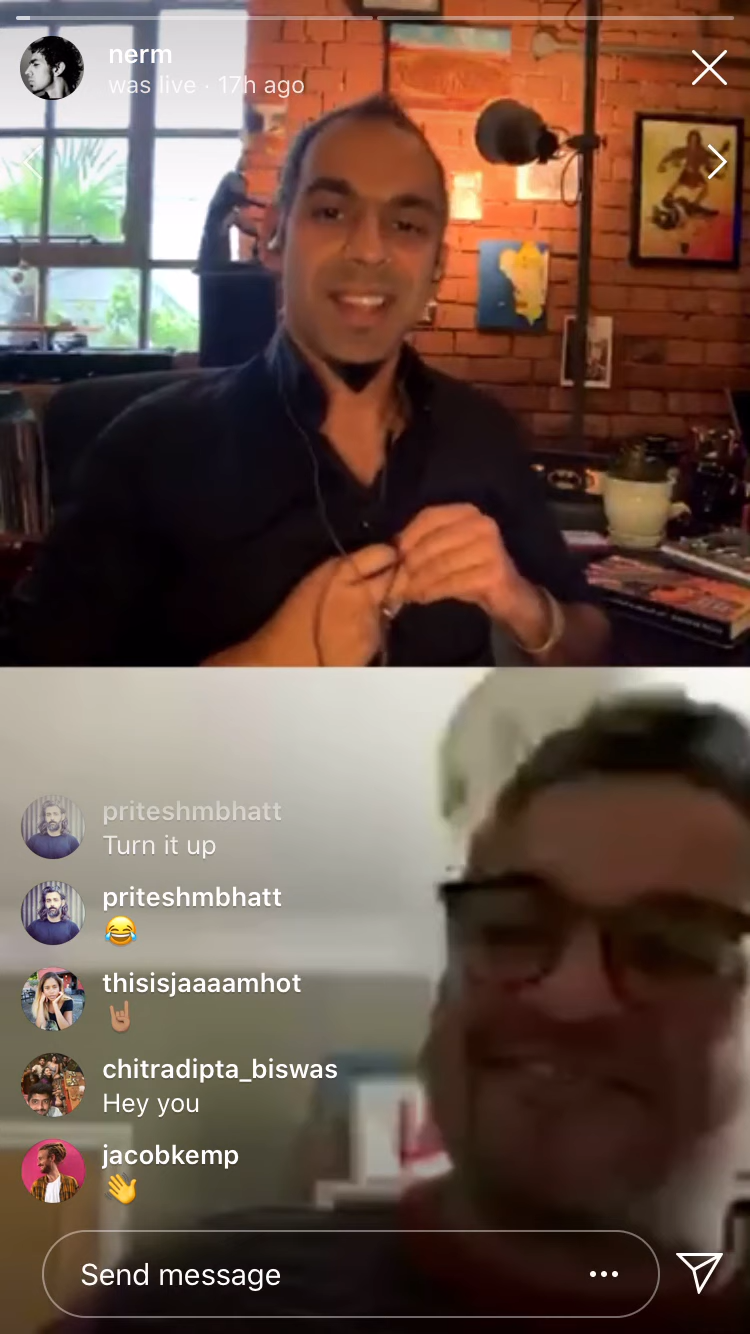 nerm
was live · 17h ago
priteshmbhatt
Turn it up
priteshmbhatt
😂
thisisjaaaamhot
🤘🏽
chitradipta_biswas
Hey you
jacobkemp
👋
Send message